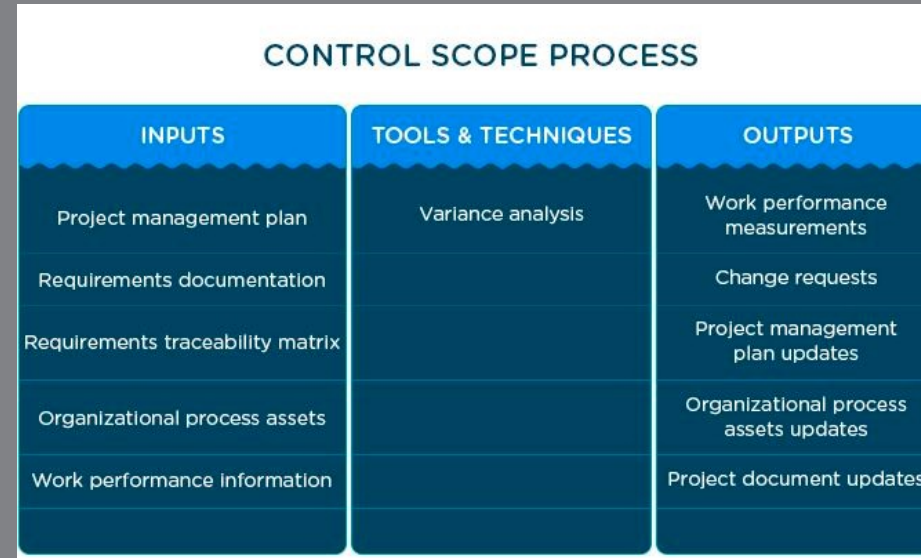 CONTROL SCOPE PROCESS
INPUTS
Project management plan
Requirements documentation
Requirements traceability matrix
Organizational process assets
Work performance information
TOOLS & TECHNIQUES
Variance analysis
OUTPUTS
Work performance
measurements
Change requests
Project management
plan updates
Organizational process
assets updates
Project document updates